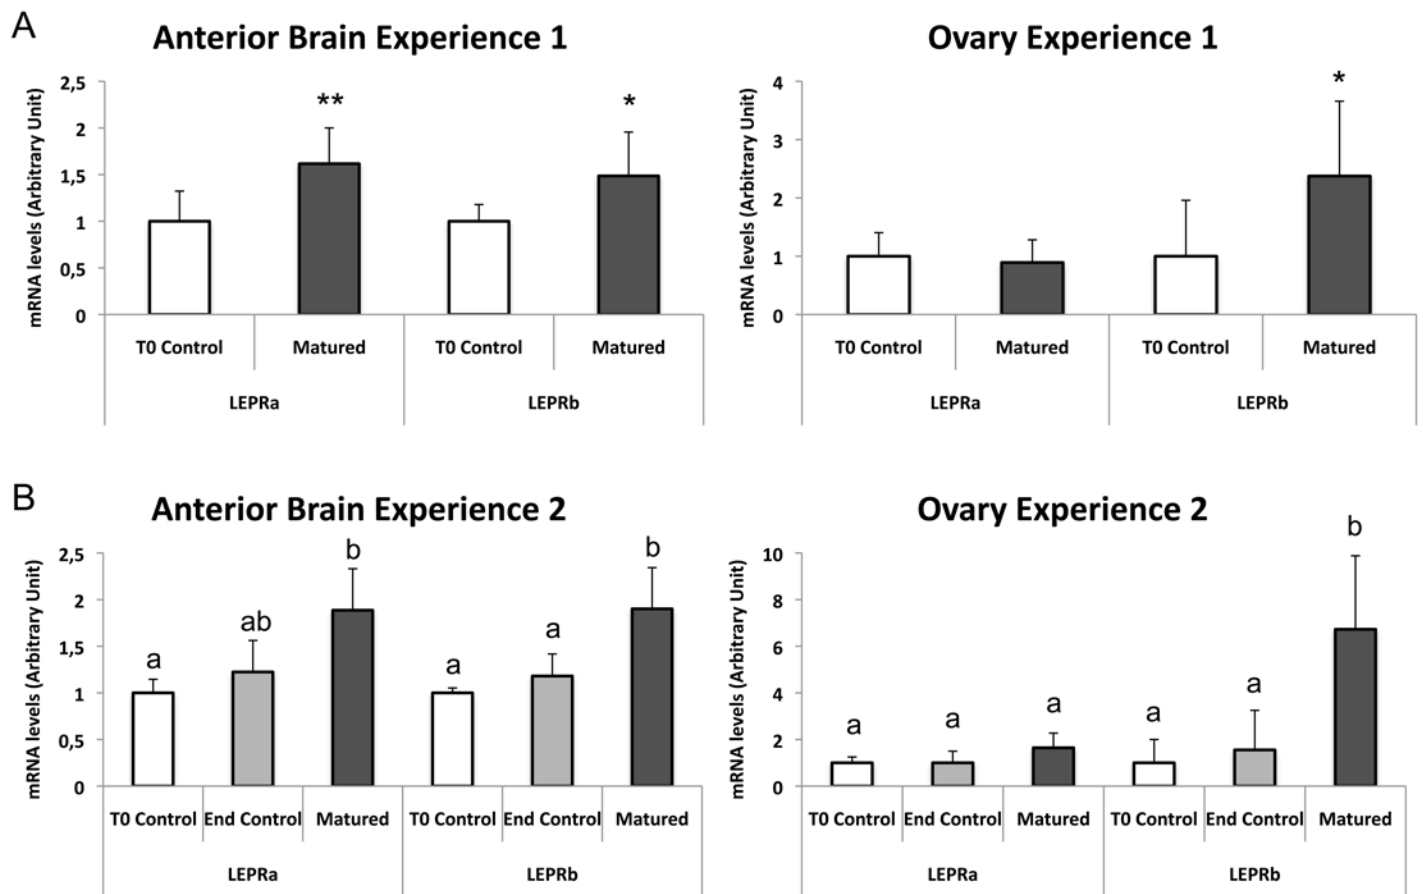 A
Anterior Brain Experience 1
mRNA levels (Arbitrary Unit)
2,5
2
1,5
1
0,5
0
**
*
T0 Control Matured T0 Control Matured
LEPRa LEPRb
Ovary Experience 1
mRNA levels (Arbitrary Unit)
4
3
2
1
0
*
T0 Control Matured T0 Control Matured
LEPRa LEPRb
B
Anterior Brain Experience 2
mRNA levels (Arbitrary Unit)
2,5
2
1,5
1
0,5
0
a ab b a a b
T0 Control End Control Matured T0 Control End Control Matured
LEPRa LEPRb
Ovary Experience 2
mRNA levels (Arbitrary Unit)
10
8
6
4
2
0
a a a a a b
T0 Control End Control Matured T0 Control End Control Matured
LEPRa LEPRb